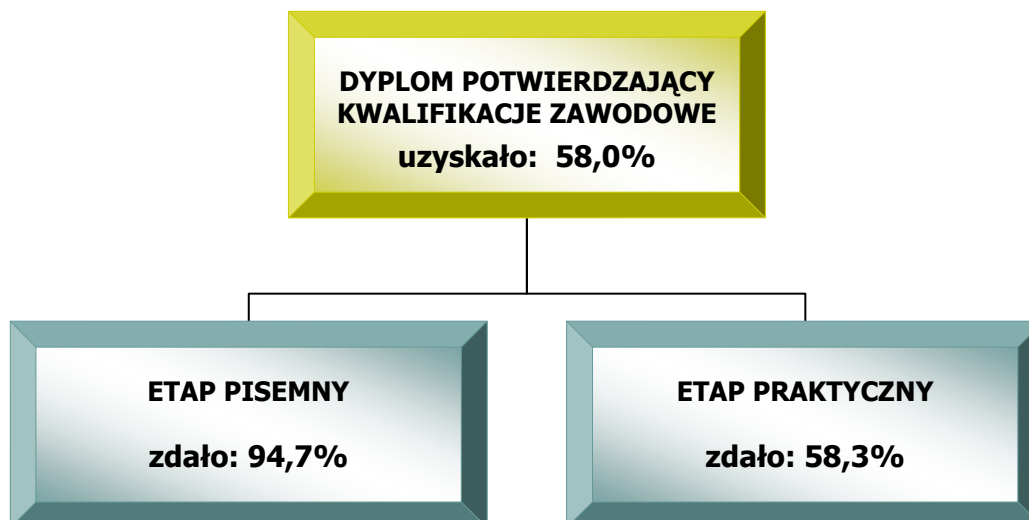 DYPLOM POTWIERDZAJĄCY
KWALIFIKACJE ZAWODOWE
uzyskało: 58,0%
ETAP PISEMNY
zdało: 94,7%
ETAP PRAKTYCZNY
zdało: 58,3%